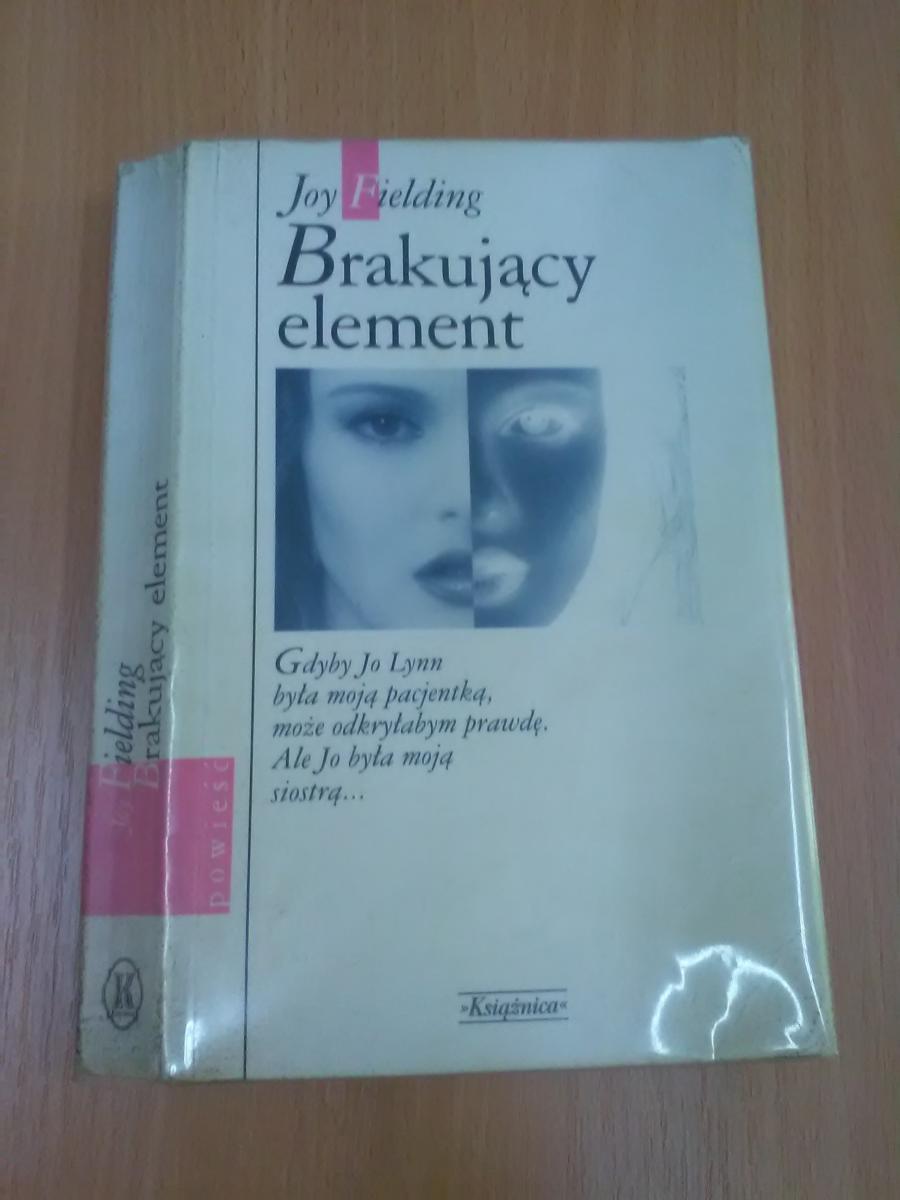 Joy Fielding
Brakujący
element
Gdyby Jo Lynn
była moją pacjentką,
może odkryłabym prawdę.
Ale Jo była moją
siostrą...
»Książnica«
Joy Fielding
Brakujący element
powieść
K